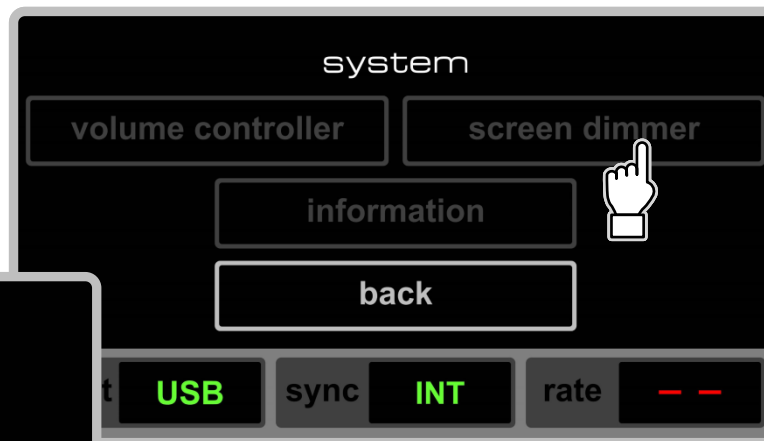 system
volume controller screen dimmer
information
back
t USB sync INT rate – –